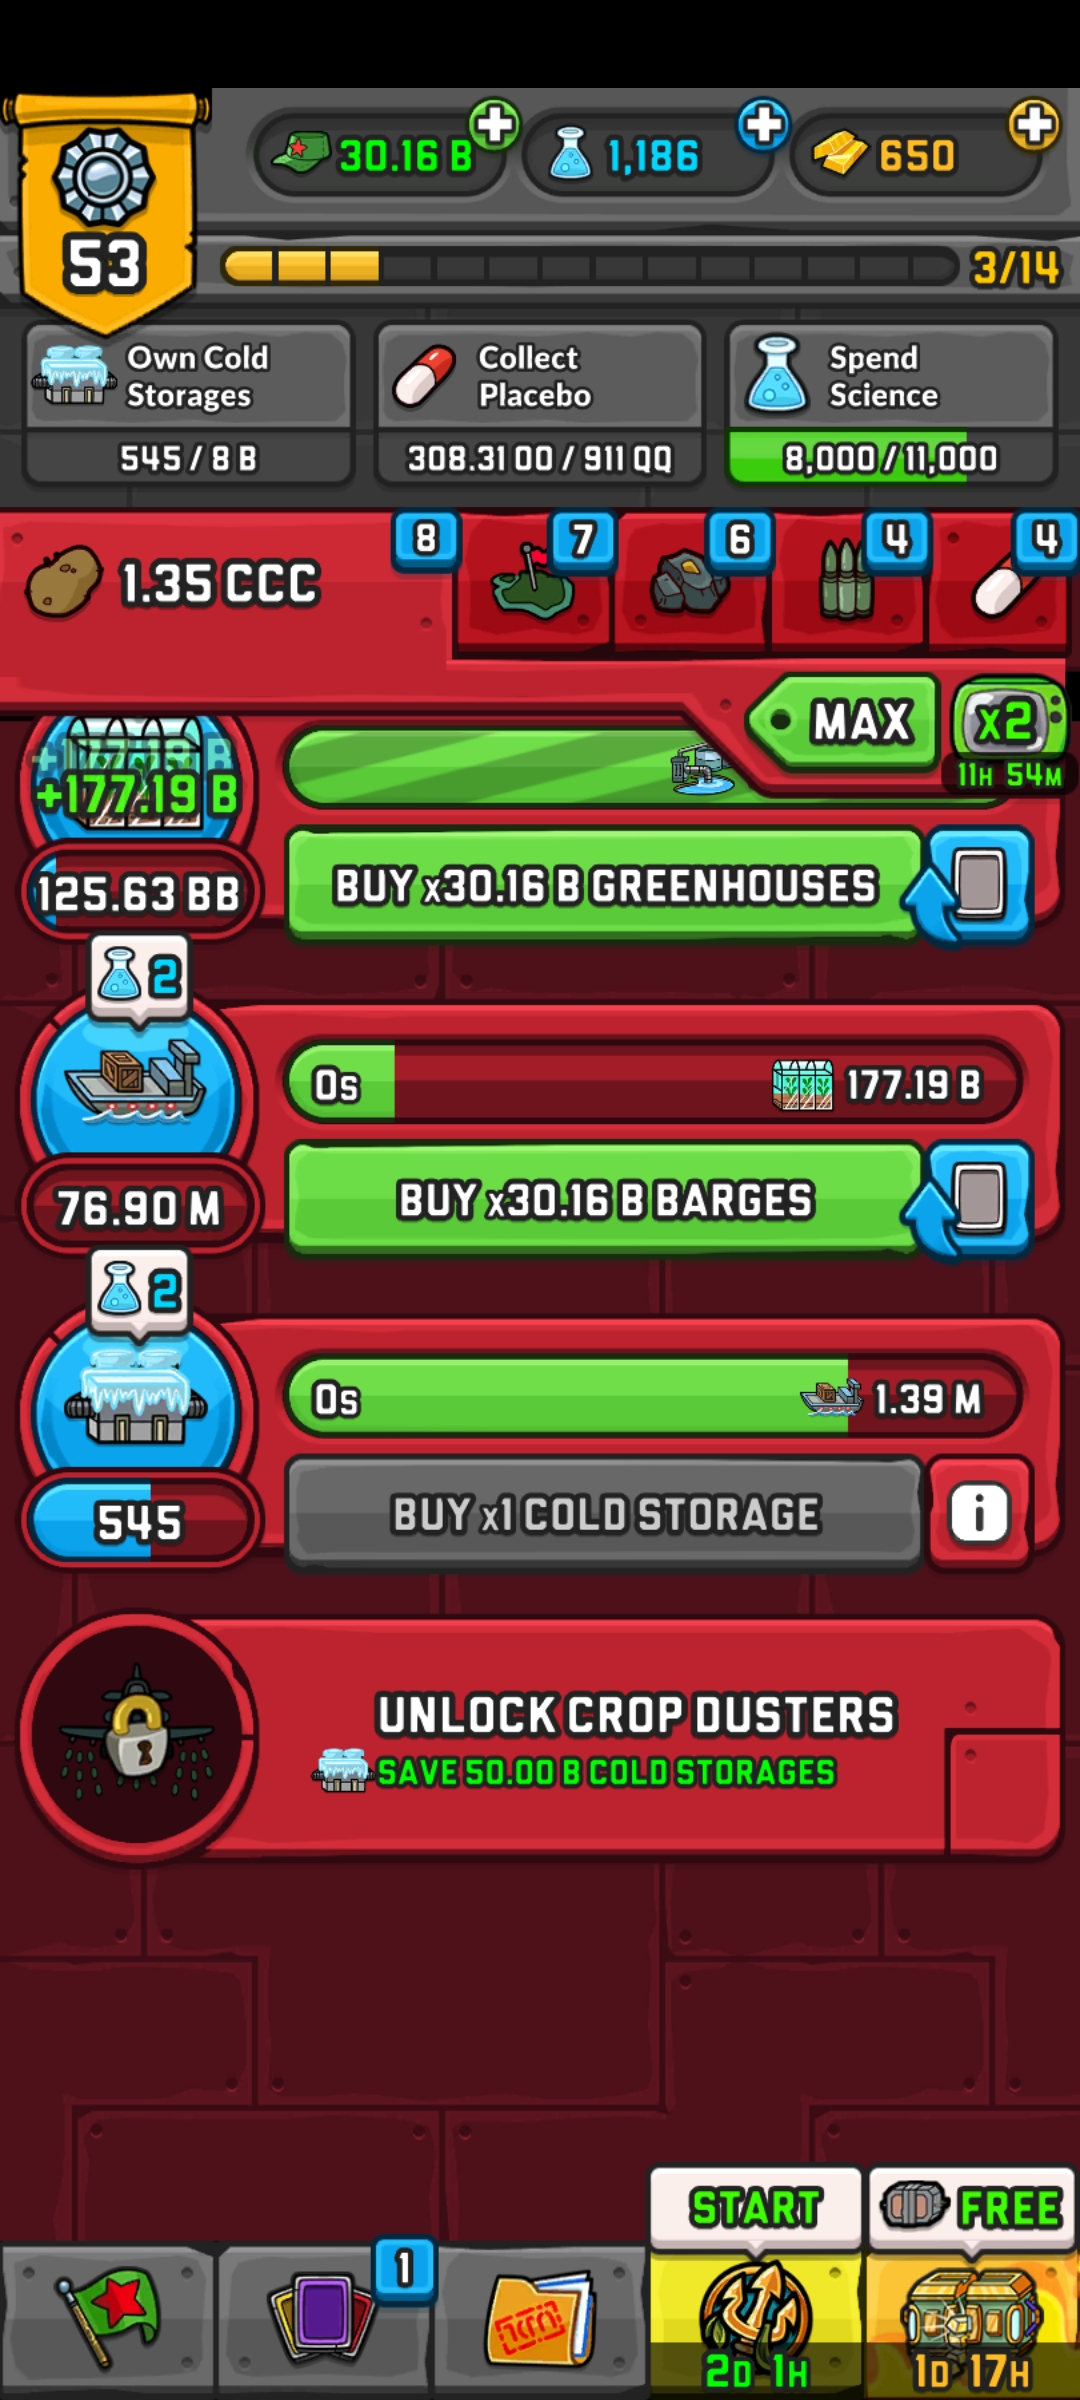 30.16 B
1,186
650
53
3/14
Own Cold
Storages
545 / 8 B
Collect
Placebo
308.31 OO / 911 QQ
Spend
Science
8,000 / 11,000
1.35 CCC
8
7
6
4
4
MAX
x2
11H 54M
+177.19 B
+177.19 B
125.63 BB
BUY x30.16 B GREENHOUSES
2
0s
177.19 B
76.90 M
BUY x30.16 B BARGES
2
0s
1.39 M
545
BUY x1 COLD STORAGE
i
UNLOCK CROP DUSTERS
SAVE 50.00 B COLD STORAGES
START
FREE
1
2D 1H
1D 17H